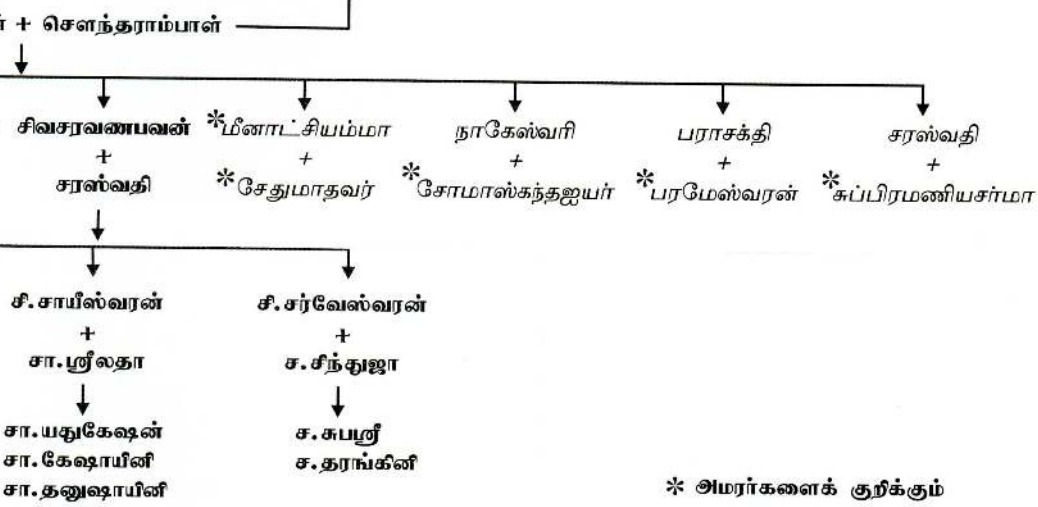 + சௌந்தராம்பாள்
சிவசரவணபவன் *மீனாட்சியம்மா நாகேஸ்வரி பராசக்தி சரஸ்வதி
+ + + + +
சரஸ்வதி *சேதுமாதவர் *சோமாஸ்கந்தஐயர் *பரமேஸ்வரன் *சுப்பிரமணியசர்மா
சி.சாயீஸ்வரன் சி.சர்வேஸ்வரன்
+ +
சா.ஸ்ரீலதா ச.சிந்துஜா
சா.யதுகேஷன் ச.சுபஸ்ரீ
சா.கேஷாயினி ச.தரங்கினி
சா.தனுஷாயினி
* அமரர்களைக் குறிக்கும்